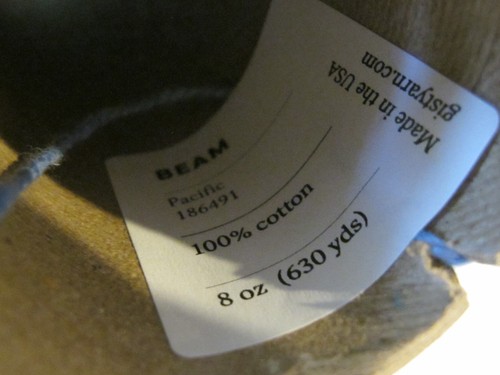 BEAM
Pacific
186491
100% cotton
8 oz (630 yds)
Made in the USA
gistyarn.com